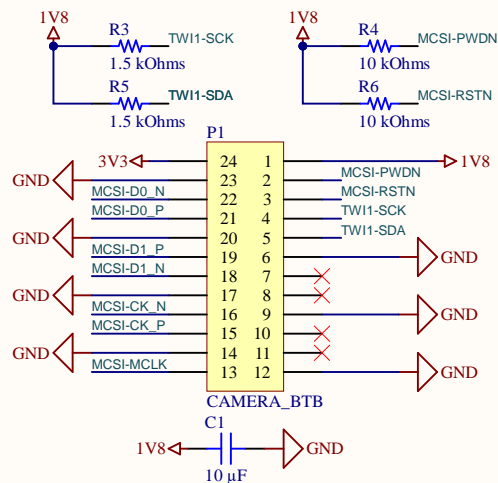 1V8 R3 TWI1-SCK 1V8 R4 MCSI-PWDN
1.5 kOhms 10 kOhms
R5 TWI1-SDA R6 MCSI-RSTN
1.5 kOhms 10 kOhms
P1
3V3 24 1 1V8
GND 23 2 MCSI-PWDN
MCSI-D0_N 22 3 MCSI-RSTN
MCSI-D0_P 21 4 TWI1-SCK
GND 20 5 TWI1-SDA
MCSI-D1_P 19 6 GND
MCSI-D1_N 18 7
GND 17 8
MCSI-CK_N 16 9 GND
MCSI-CK_P 15 10
GND 14 11
MCSI-MCLK 13 12 GND
CAMERA_BTB
C1
1V8 GND
10 µF